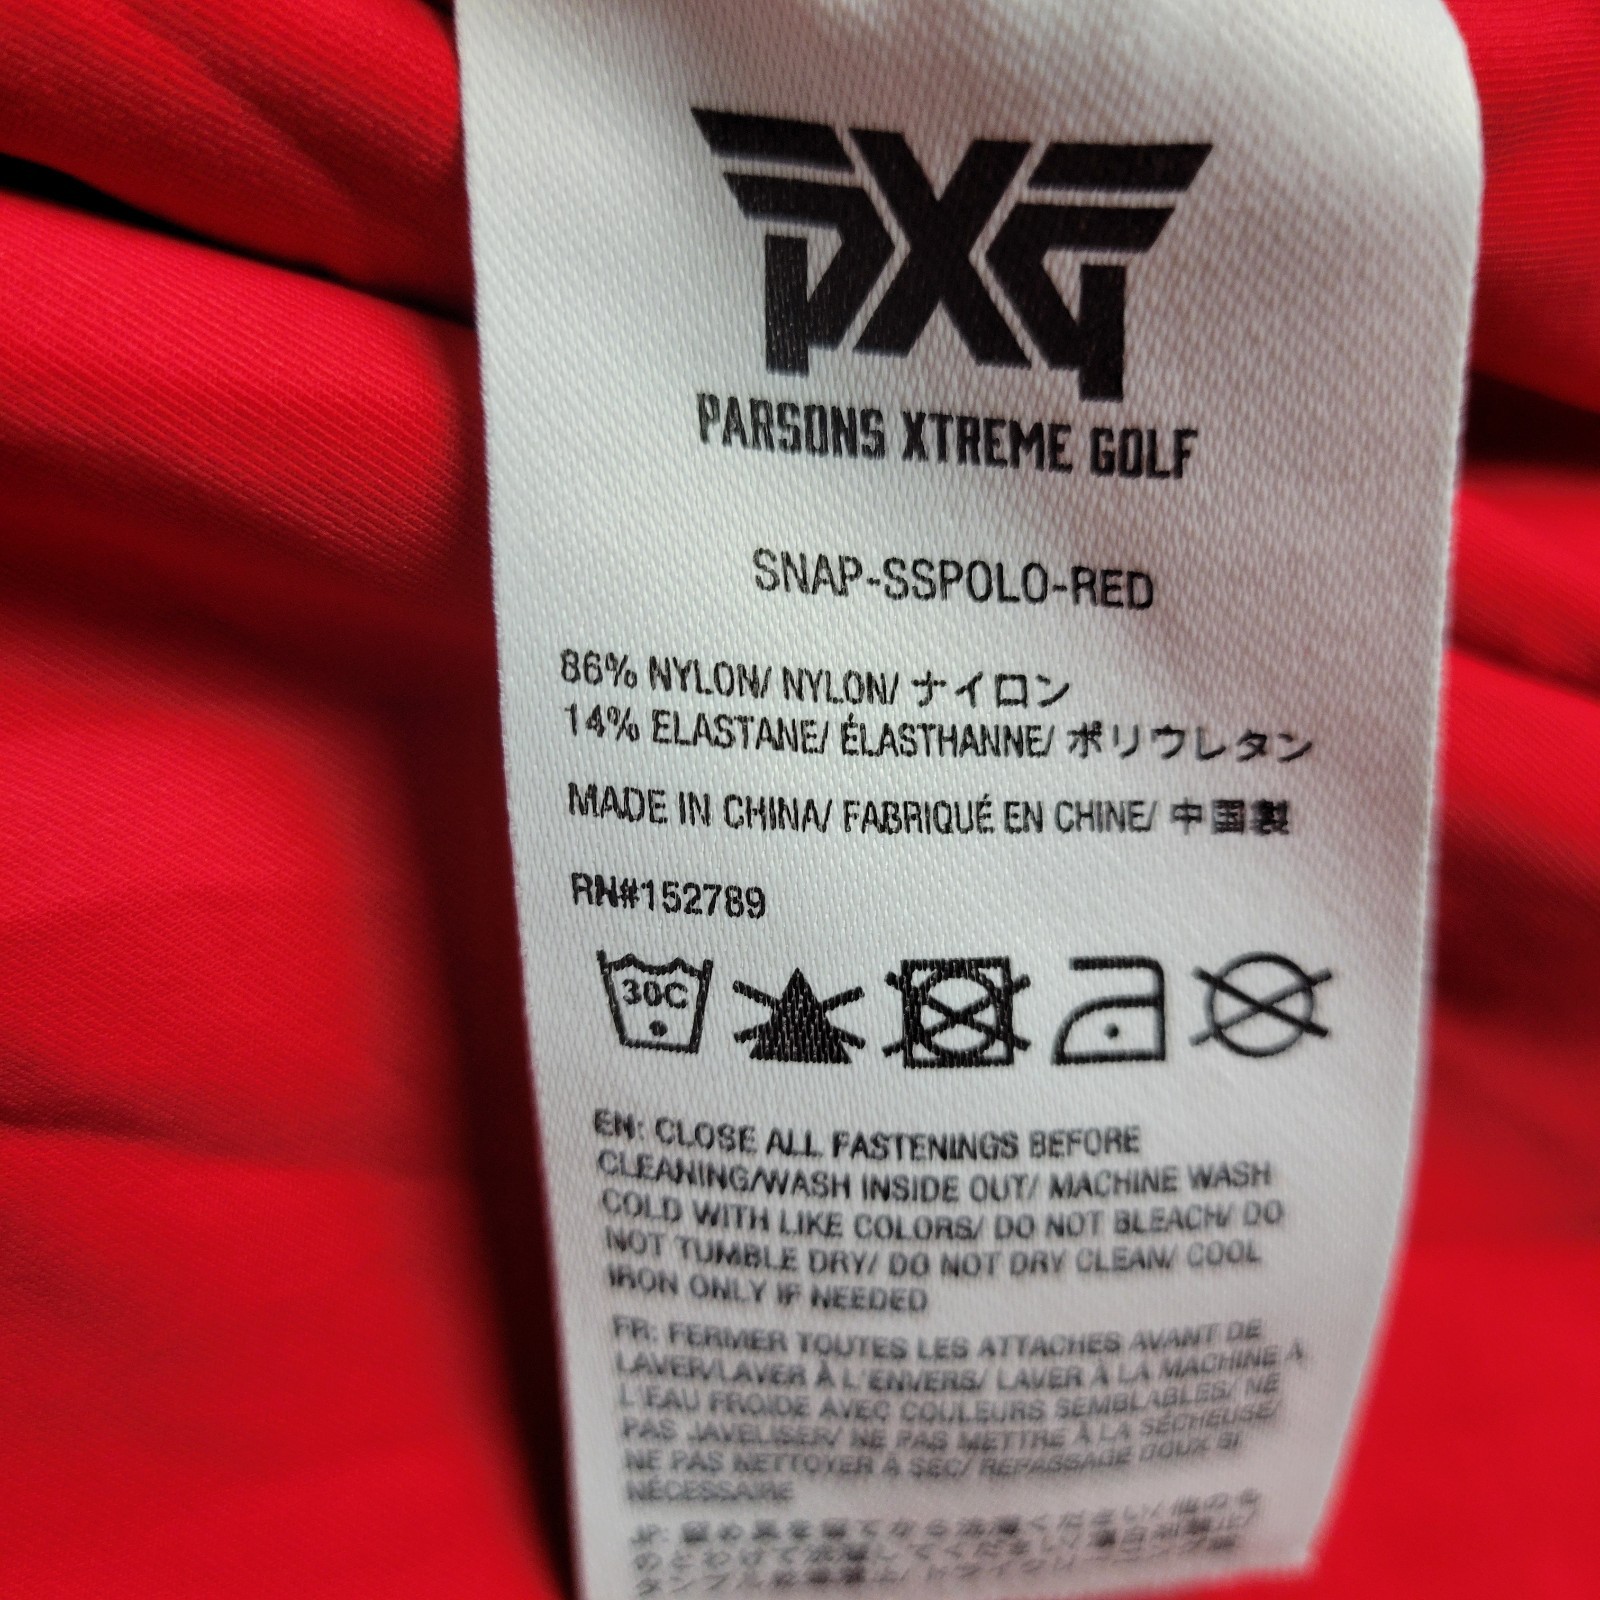 PXG
PARSONS XTREME GOLF
SNAP-SSPOLO-RED
86% NYLON/ NYLON/ ナイロン
14% ELASTANE/ ÉLASTHANNE/ ポリウレタン
MADE IN CHINA/ FABRIQUÉ EN CHINE/ 中国製
RN#152789
30C
EN: CLOSE ALL FASTENINGS BEFORE
CLEANING/WASH INSIDE OUT/ MACHINE WASH
COLD WITH LIKE COLORS/ DO NOT BLEACH/ DO
NOT TUMBLE DRY/ DO NOT DRY CLEAN/ COOL
IRON ONLY IF NEEDED
FR: FERMER TOUTES LES ATTACHES AVANT DE
LAVER/LAVER À L'ENVERS/ LAVER À LA MACHINE À
L'EAU FROIDE AVEC COULEURS SEMBLABLES/ NE
PAS JAVELISER/ NE PAS METTRE À LA SÉCHEUSE/
NE PAS NETTOYER À SEC/ REPASSAGE DOUX SI
NÉCESSAIRE
JP: